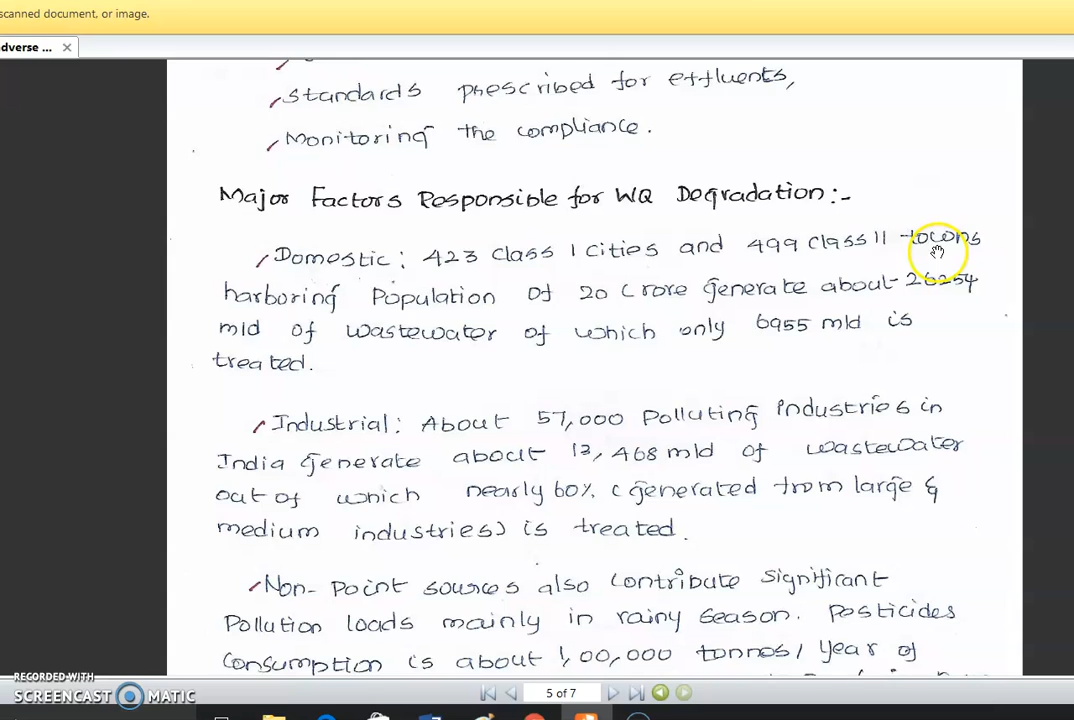 scanned document, or image.
dverse ...
Standards prescribed for effluents,
Monitoring the compliance.
Major Factors Responsible for WQ Degradation:-
Domestic: 423 class I cities and 499 class II towns
harboring Population of 20 Crore generate about 26254
mld of wastewater of which only 6955 mld is
treated.
Industrial: About 57,000 Polluting industries in
India generate about 13,468 mld of wastewater
out of which nearly 60% (generated from large &
medium industries) is treated.
Non-Point sources also contribute significant
Pollution loads mainly in rainy season. Pesticides
Consumption is about 1,00,000 tonnes/ year of
RECORDED WITH
SCREENCAST MATIC
5 of 7